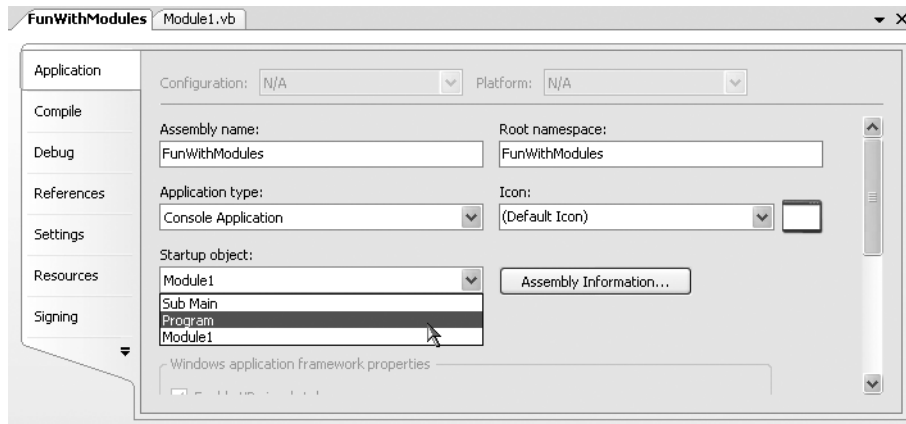 FunWithModules Module1.vb
Application
Configuration: N/A Platform: N/A
Compile
Assembly name: Root namespace:
Debug
FunWithModules FunWithModules
References
Application type: Icon:
Console Application (Default Icon)
Settings
Startup object:
Resources
Module1 Assembly Information...
Sub Main
Signing
Program
Module1
Windows application framework properties